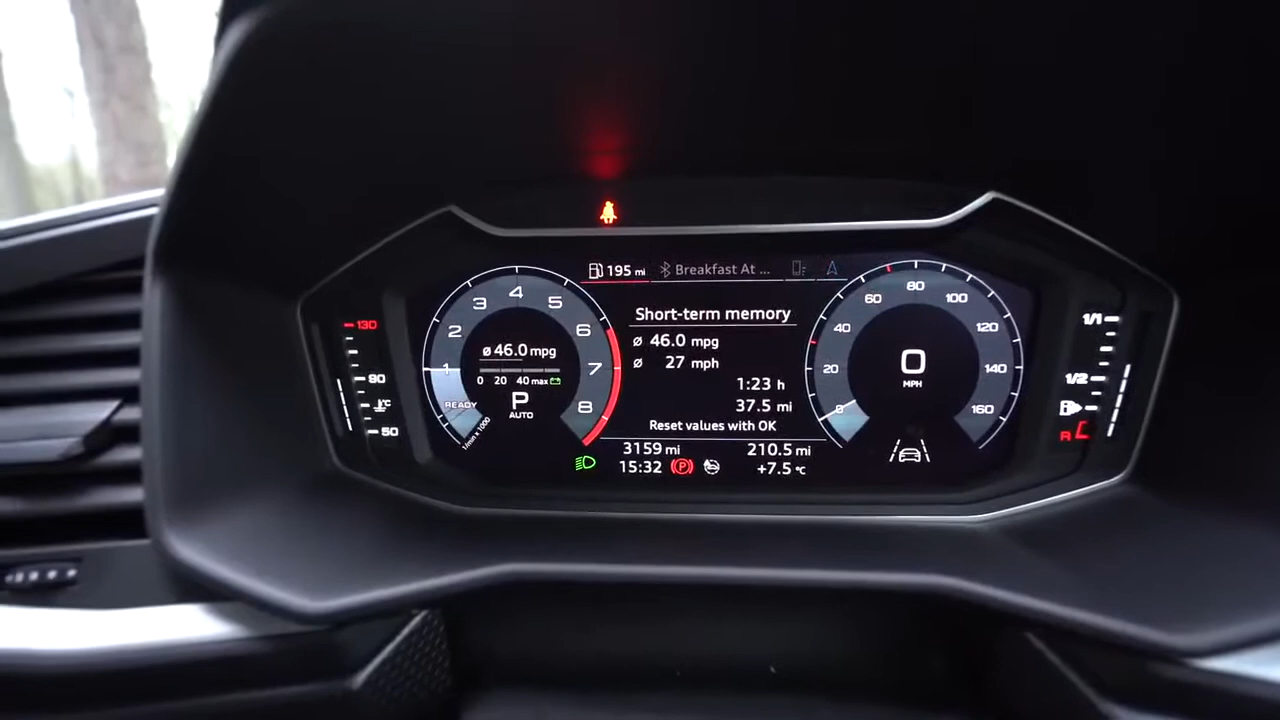 195 mi Breakfast At ...
Short-term memory
ø 46.0 mpg
ø 27 mph
1:23 h
37.5 mi
Reset values with OK
3159 mi 210.5 mi
15:32 (P) +7.5 °C
1 2 3 4 5 6 7 8
ø 46.0 mpg
0 20 40 max
P
AUTO
READY
1/min x 1000
0 20 40 60 80 100 120 140 160
0
MPH
130
90
°C
50
1/1
1/2
R